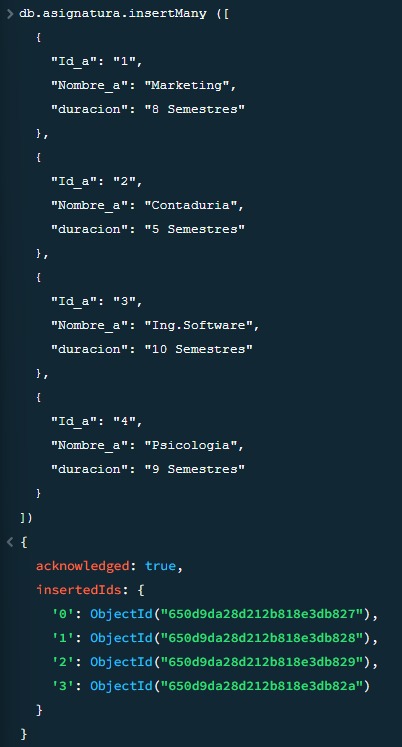 > db.asignatura.insertMany ([
{
"Id_a": "1",
"Nombre_a": "Marketing",
"duracion": "8 Semestres"
},
{
"Id_a": "2",
"Nombre_a": "Contaduria",
"duracion": "5 Semestres"
},
{
"Id_a": "3",
"Nombre_a": "Ing.Software",
"duracion": "10 Semestres"
},
{
"Id_a": "4",
"Nombre_a": "Psicologia",
"duracion": "9 Semestres"
}
])
< {
acknowledged: true,
insertedIds: {
'0': ObjectId("650d9da28d212b818e3db827"),
'1': ObjectId("650d9da28d212b818e3db828"),
'2': ObjectId("650d9da28d212b818e3db829"),
'3': ObjectId("650d9da28d212b818e3db82a")
}
}